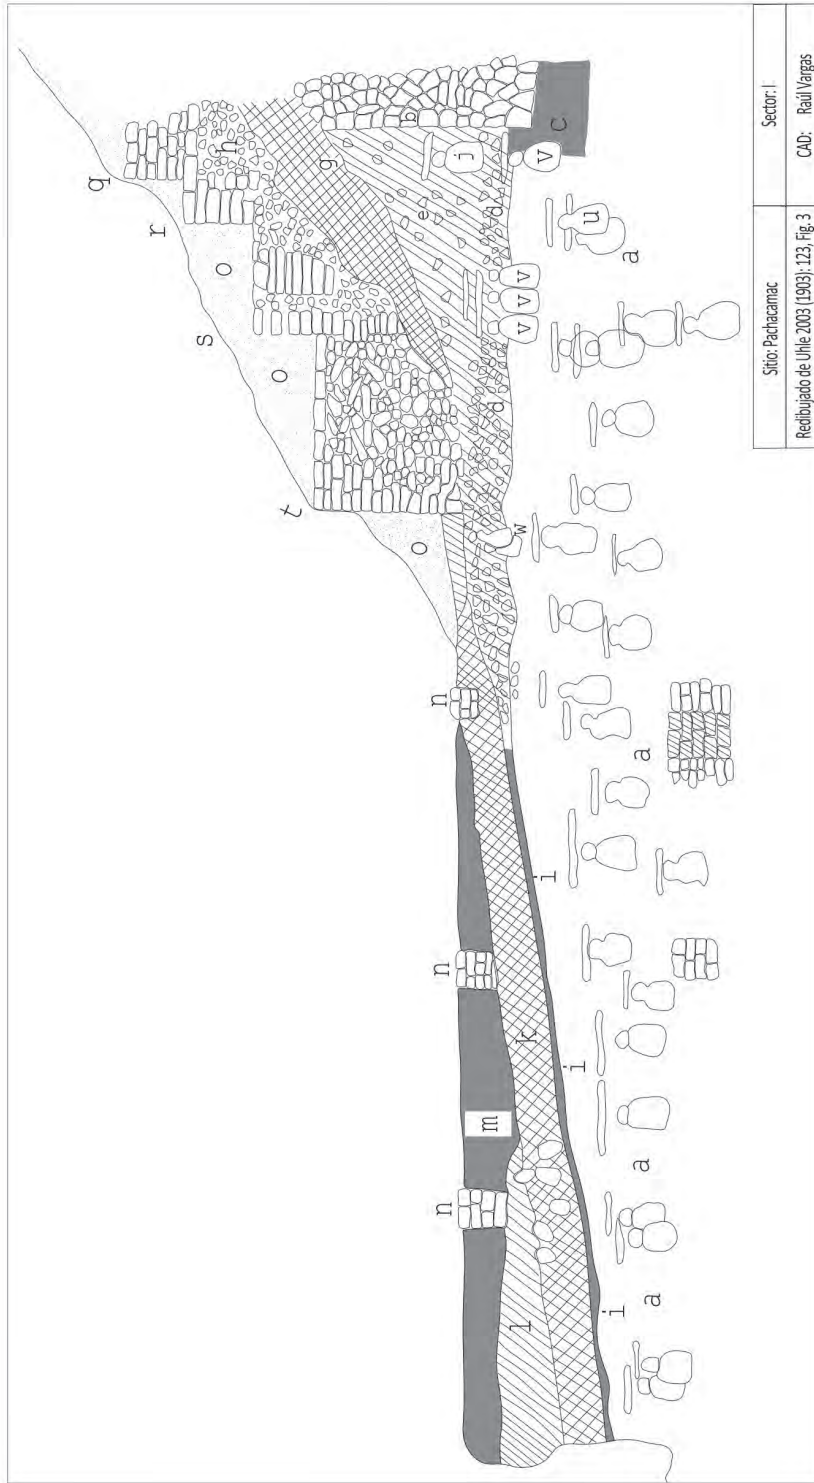 q
r
s
o
h
o
t
g
b
o
e
n
n
n
j
m
d
d
l
k
w
v v v
V
c
i
i
i
u
a
a
a
a
Sitio: Pachacamac Sector: I
Redibujado de Uhle 2003 (1903): 123, Fig. 3 CAD: Raúl Vargas